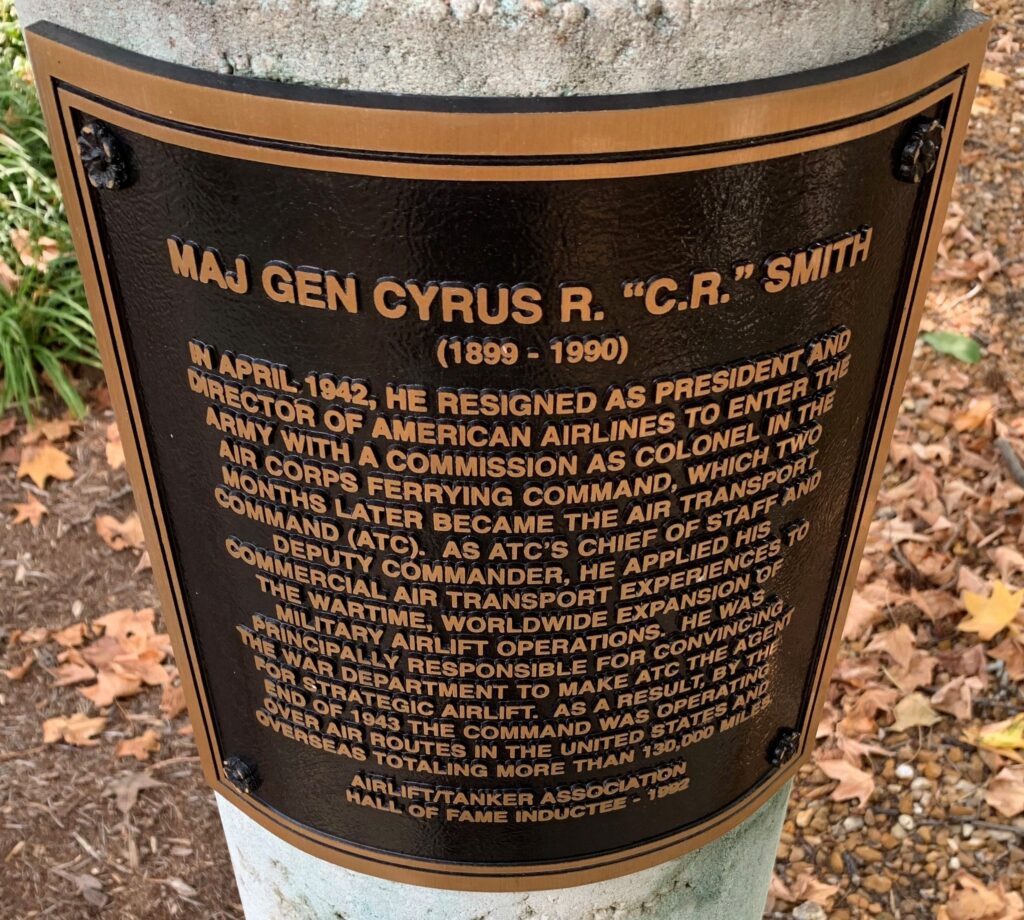 MAJ GEN CYRUS R. “C.R.” SMITH
(1899 - 1990)
IN APRIL 1942, HE RESIGNED AS PRESIDENT AND
DIRECTOR OF AMERICAN AIRLINES TO ENTER THE
ARMY WITH A COMMISSION AS COLONEL IN THE
AIR CORPS FERRYING COMMAND, WHICH TWO
MONTHS LATER BECAME THE AIR TRANSPORT
COMMAND (ATC). AS ATC'S CHIEF OF STAFF AND
DEPUTY COMMANDER, HE APPLIED HIS
COMMERCIAL AIR TRANSPORT EXPERIENCES TO
THE WARTIME, WORLDWIDE EXPANSION OF
MILITARY AIRLIFT OPERATIONS. HE WAS
PRINCIPALLY RESPONSIBLE FOR CONVINCING
THE WAR DEPARTMENT TO MAKE ATC THE AGENT
FOR STRATEGIC AIRLIFT. AS A RESULT, BY THE
END OF 1943 THE COMMAND WAS OPERATING
OVER AIR ROUTES IN THE UNITED STATES AND
OVERSEAS TOTALING MORE THAN 130,000 MILES.
AIRLIFT/TANKER ASSOCIATION
HALL OF FAME INDUCTEE - 1992